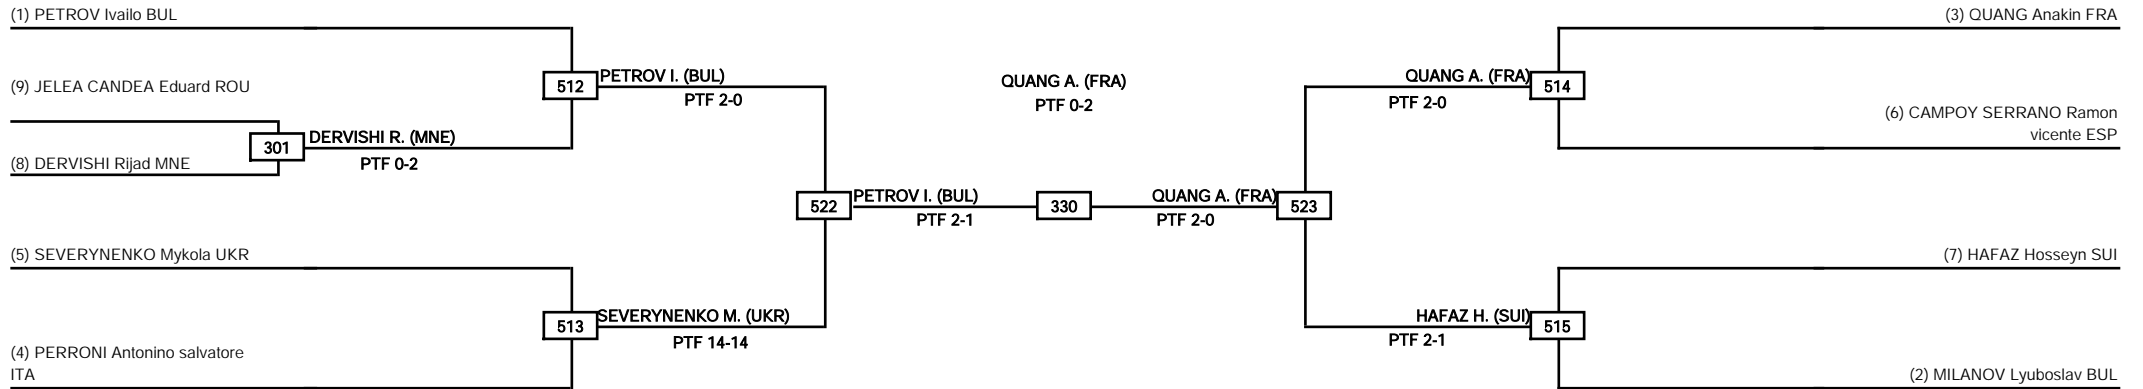 (1) PETROV Ivailo BUL
(3) QUANG Anakin FRA
(9) JELEA CANDEA Eduard ROU
512
PETROV I. (BUL)
PTF 2-0
QUANG A. (FRA)
PTF 0-2
QUANG A. (FRA)
PTF 2-0
514
(6) CAMPOY SERRANO Ramon
vicente ESP
301
DERVISHI R. (MNE)
PTF 0-2
(8) DERVISHI Rijad MNE
522
PETROV I. (BUL)
PTF 2-1
330
QUANG A. (FRA)
PTF 2-0
523
(5) SEVERYNENKO Mykola UKR
(7) HAFAZ Hosseyn SUI
513
SEVERYNENKO M. (UKR)
PTF 14-14
HAFAZ H. (SUI)
PTF 2-1
515
(4) PERRONI Antonino salvatore
ITA
(2) MILANOV Lyuboslav BUL